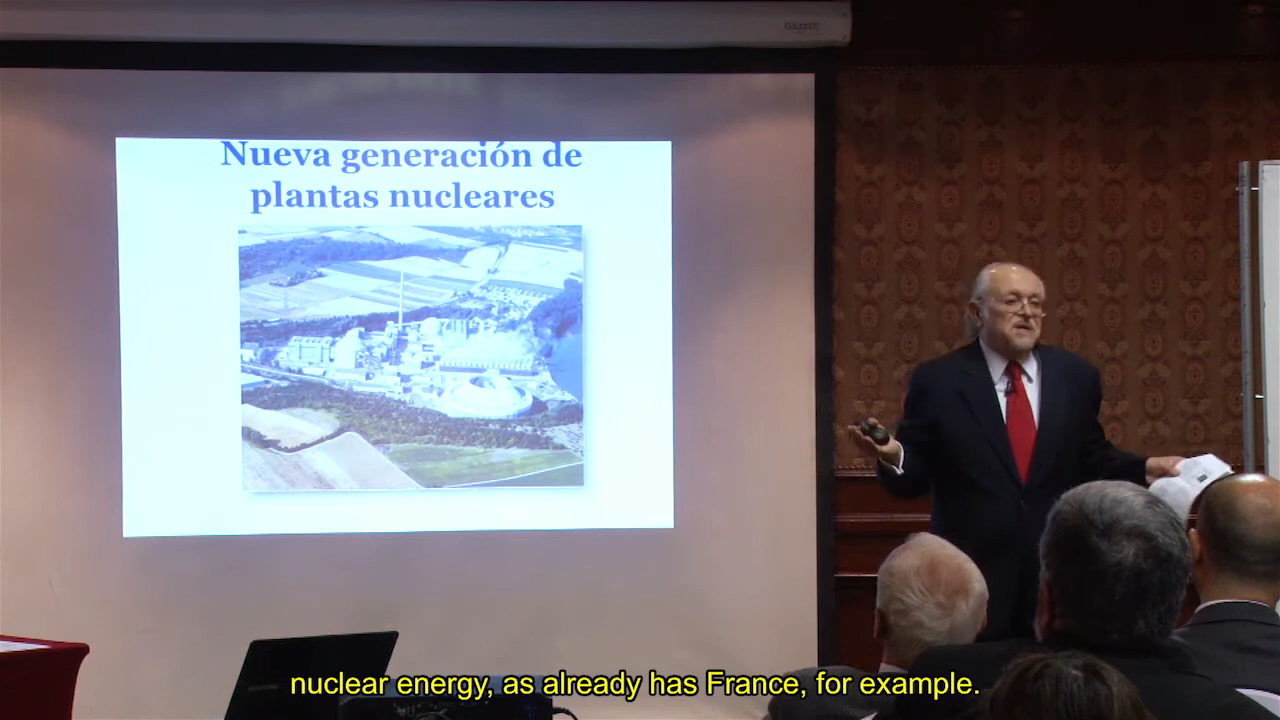 Nueva generación de
plantas nucleares
nuclear energy, as already has France, for example.